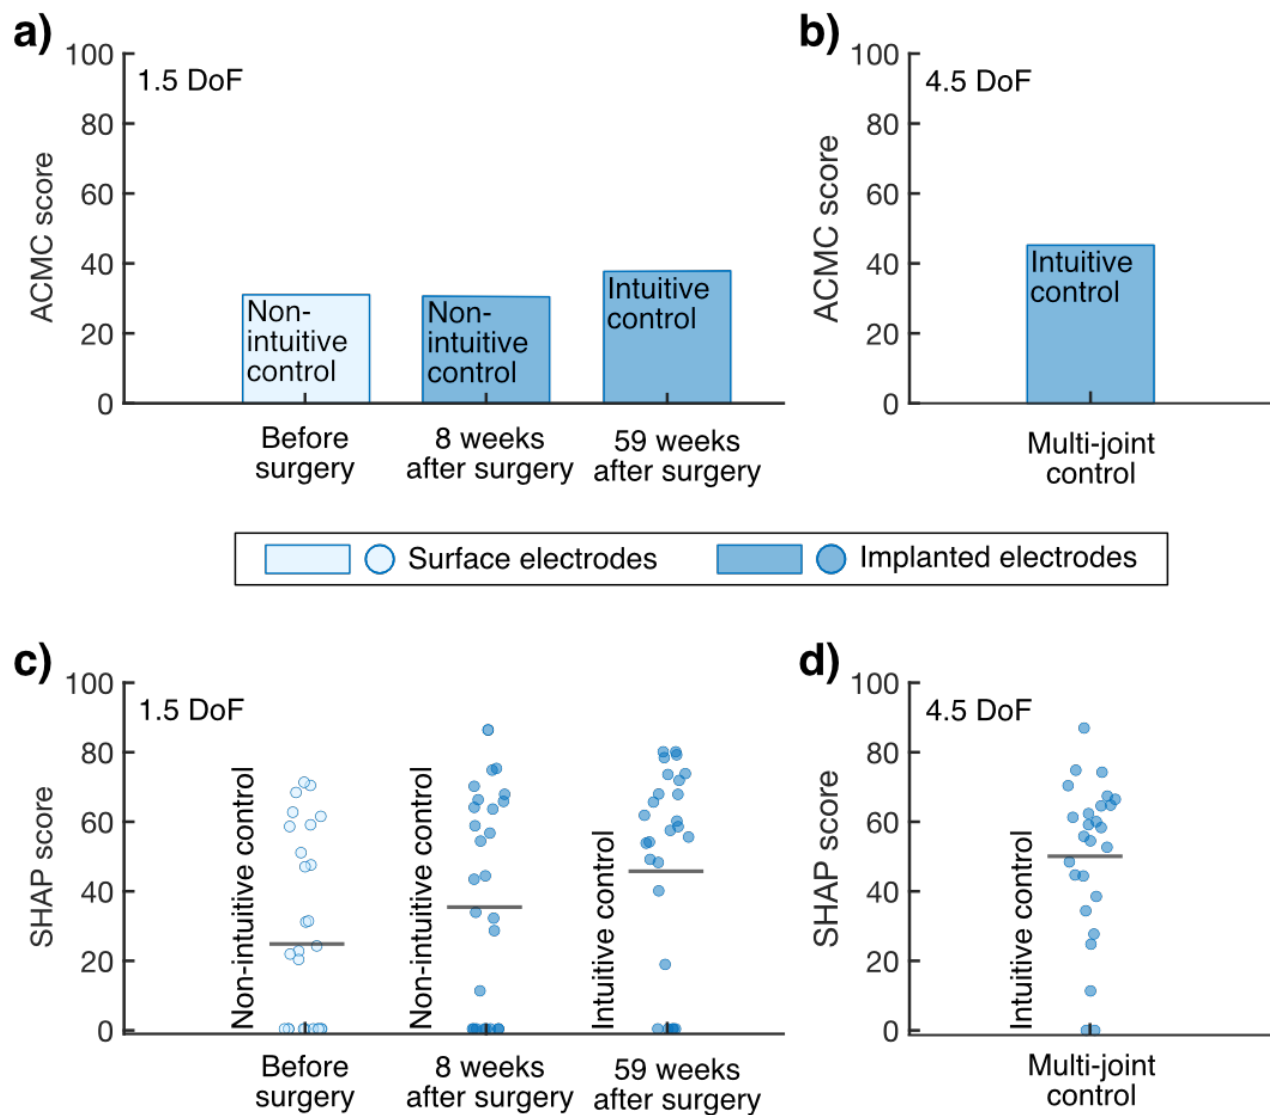 a)
100
80
60
40
20
0
ACMC score
1.5 DoF
Non-
intuitive
control
Non-
intuitive
control
Intuitive
control
Before
surgery
8 weeks
after surgery
59 weeks
after surgery
b)
100
80
60
40
20
0
ACMC score
4.5 DoF
Intuitive
control
Multi-joint
control
Surface electrodes
Implanted electrodes
c)
100
80
60
40
20
0
SHAP score
1.5 DoF
Non-intuitive control
Non-intuitive control
Intuitive control
Before
surgery
8 weeks
after surgery
59 weeks
after surgery
d)
100
80
60
40
20
0
SHAP score
4.5 DoF
Intuitive control
Multi-joint
control